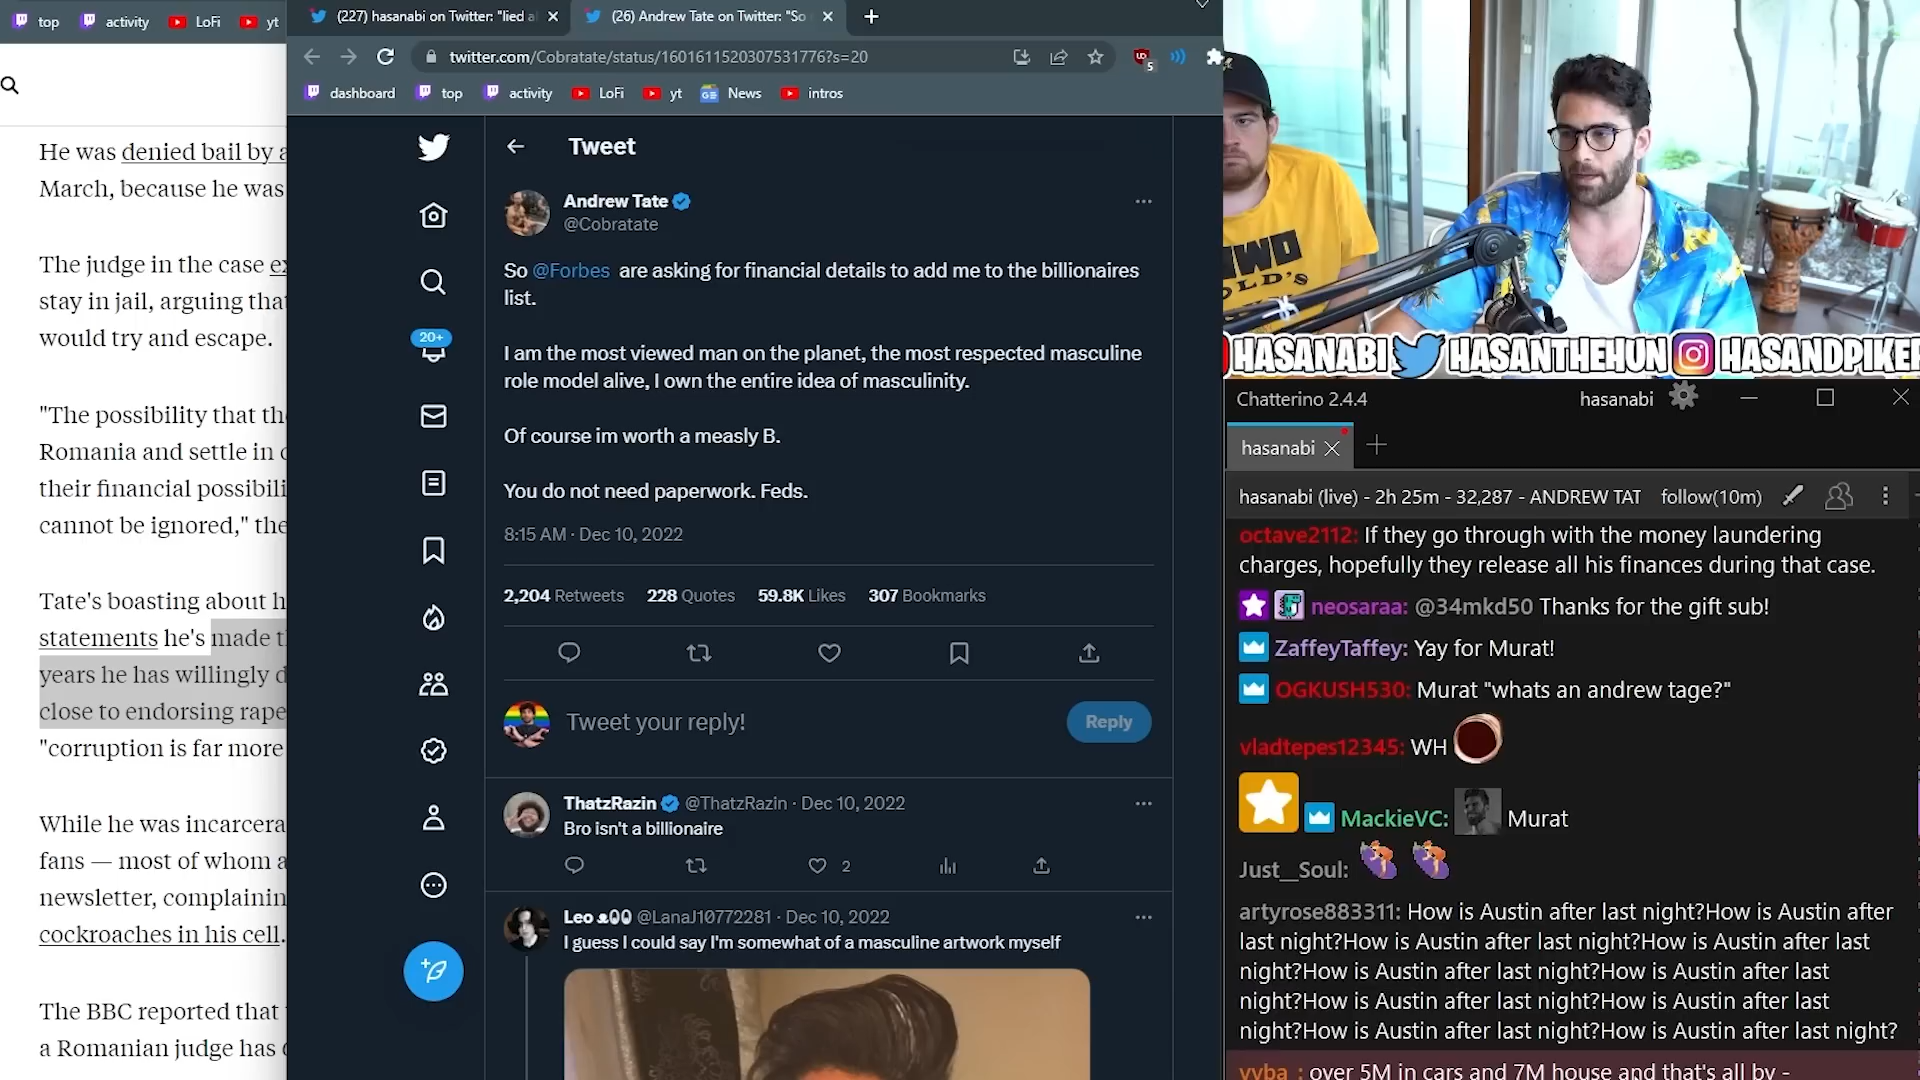 top
activity
LoFi
yt
He was denied bail by a
March, because he was
The judge in the case ex
stay in jail, arguing that
would try and escape.
"The possibility that the
Romania and settle in
their financial possibili
cannot be ignored," the
Tate's boasting about h
statements he's made th
years he has willingly d
close to endorsing rape
"corruption is far more
While he was incarcera
fans — most of whom a
newsletter, complainin
cockroaches in his cell.
The BBC reported that
a Romanian judge has
(227) hasanabi on Twitter: "lied a
(26) Andrew Tate on Twitter: "So
twitter.com/Cobratate/status/1601611520307531776?s=20
5
dashboard
top
activity
LoFi
yt
News
intros
20+
Tweet
Andrew Tate
@Cobratate
So @Forbes are asking for financial details to add me to the billionaires
list.
I am the most viewed man on the planet, the most respected masculine
role model alive, I own the entire idea of masculinity.
Of course im worth a measly B.
You do not need paperwork. Feds.
8:15 AM · Dec 10, 2022
2,204 Retweets 228 Quotes 59.8K Likes 307 Bookmarks
Tweet your reply!
Reply
ThatzRazin @ThatzRazin · Dec 10, 2022
Bro isn't a billionaire
2
Leo @LanaJ10772281 · Dec 10, 2022
I guess I could say I'm somewhat of a masculine artwork myself
HASANABI HASANTHEHUN HASANDPIKER
Chatterino 2.4.4
hasanabi
hasanabi
hasanabi (live) - 2h 25m - 32,287 - ANDREW TAT follow(10m)
octave2112: If they go through with the money laundering
charges, hopefully they release all his finances during that case.
neosaraa: @34mkd50 Thanks for the gift sub!
ZaffeyTaffey: Yay for Murat!
OGKUSH530: Murat "whats an andrew tage?"
vladtepes12345: WH
MackieVC: Murat
Just__Soul:
artyrose883311: How is Austin after last night?How is Austin after
last night?How is Austin after last night?How is Austin after last
night?How is Austin after last night?How is Austin after last
night?How is Austin after last night?How is Austin after last
night?How is Austin after last night?How is Austin after last night?
vyba_: over 5M in cars and 7M house and that's all by -